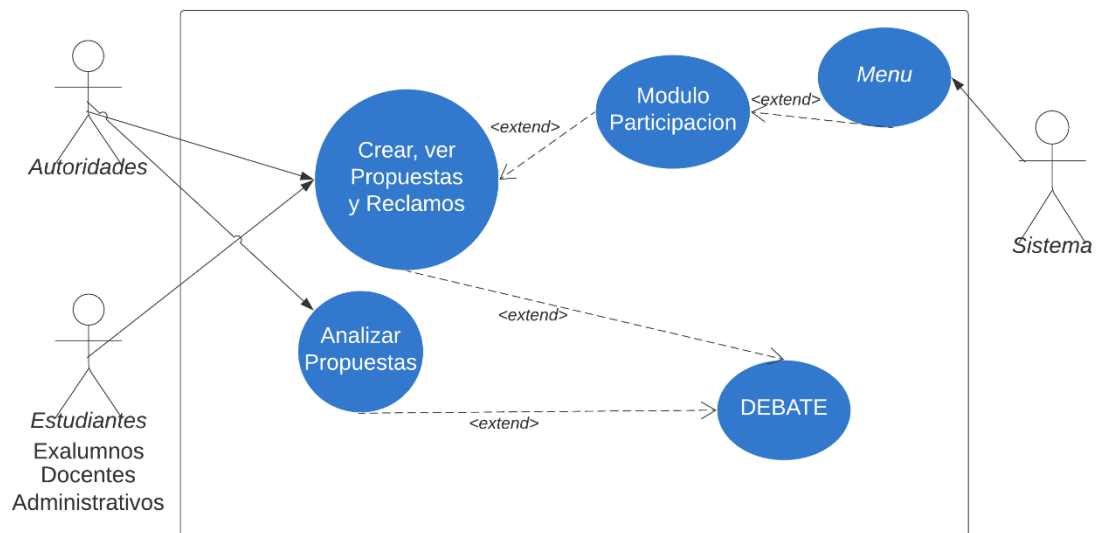 Menu
Modulo
Participacion
<extend>
<extend>
Crear, ver
Propuestas
y Reclamos
Autoridades
Sistema
<extend>
Analizar
Propuestas
DEBATE
<extend>
Estudiantes
Exalumnos
Docentes
Administrativos